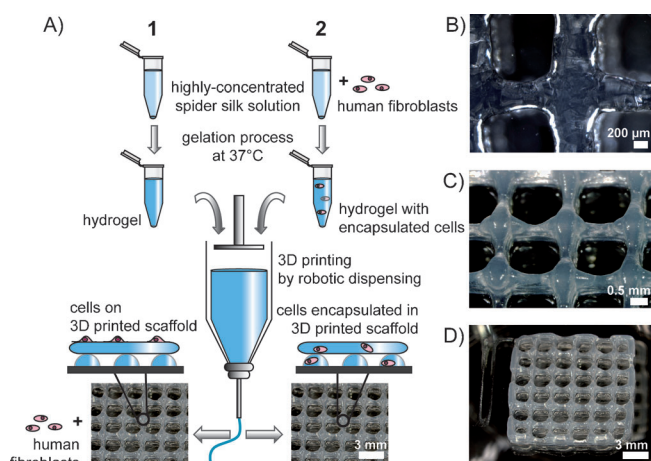 A)
1
2
highly-concentrated
spider silk solution
+
human fibroblasts
gelation process
at 37°C
hydrogel
hydrogel with
encapsulated cells
3D printing
by robotic dispensing
cells on
3D printed scaffold
cells encapsulated in
3D printed scaffold
+
human
fibroblasts
3 mm
B)
200 µm
C)
0.5 mm
D)
3 mm